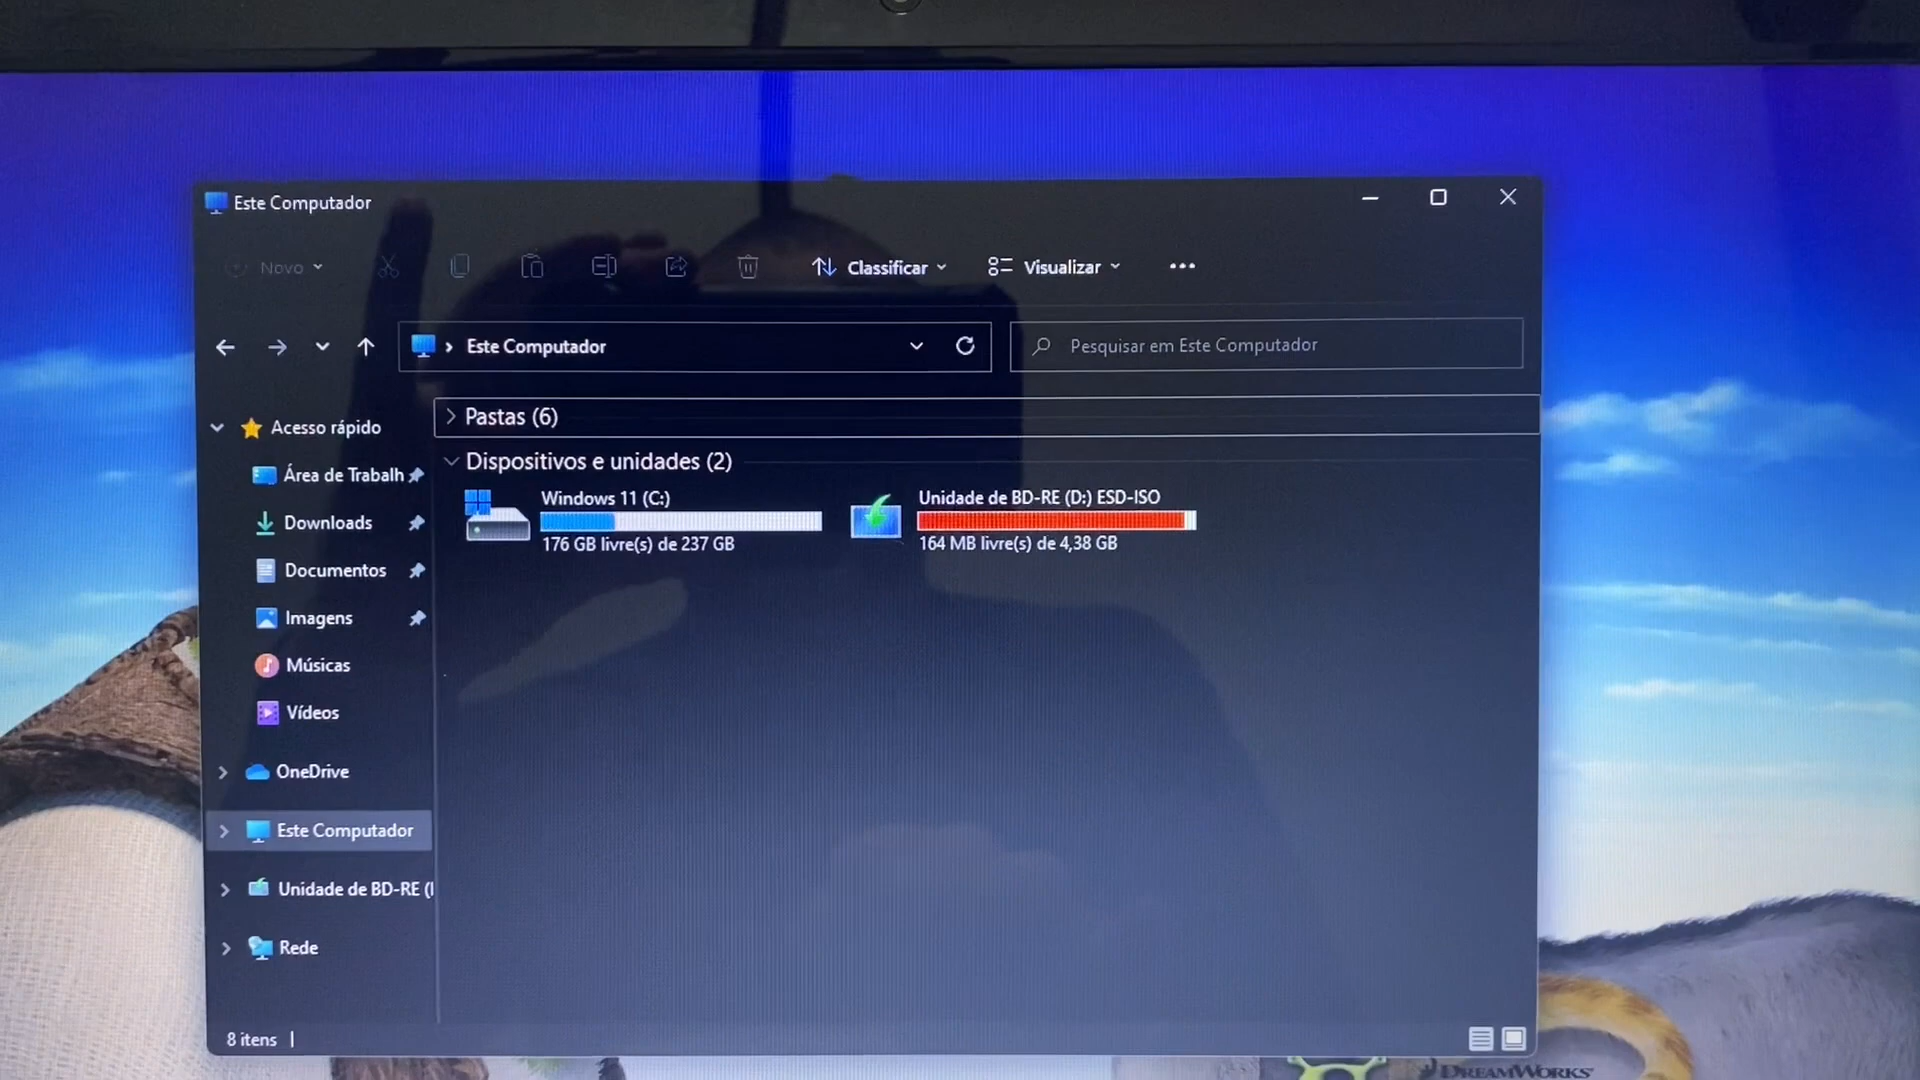 Este Computador
Novo
Classificar
Visualizar
Este Computador
Pesquisar em Este Computador
Acesso rápido
Área de Trabalh
Downloads
Documentos
Imagens
Músicas
Vídeos
OneDrive
Este Computador
Unidade de BD-RE (
Rede
Pastas (6)
Dispositivos e unidades (2)
Windows 11 (C:)
176 GB livre(s) de 237 GB
Unidade de BD-RE (D:) ESD-ISO
164 MB livre(s) de 4,38 GB
8 itens
DREAMWORKS